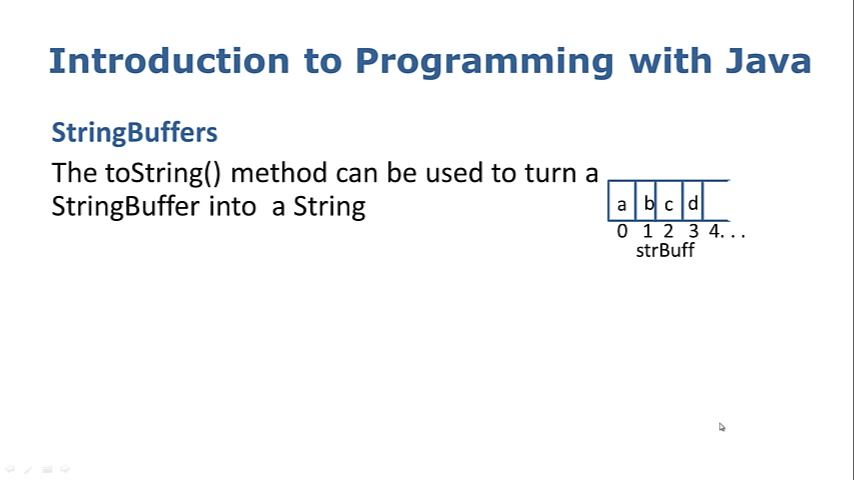 Introduction to Programming with Java
StringBuffers
The toString() method can be used to turn a
StringBuffer into  a String
a b c d
0 1 2 3 4. . .
strBuff